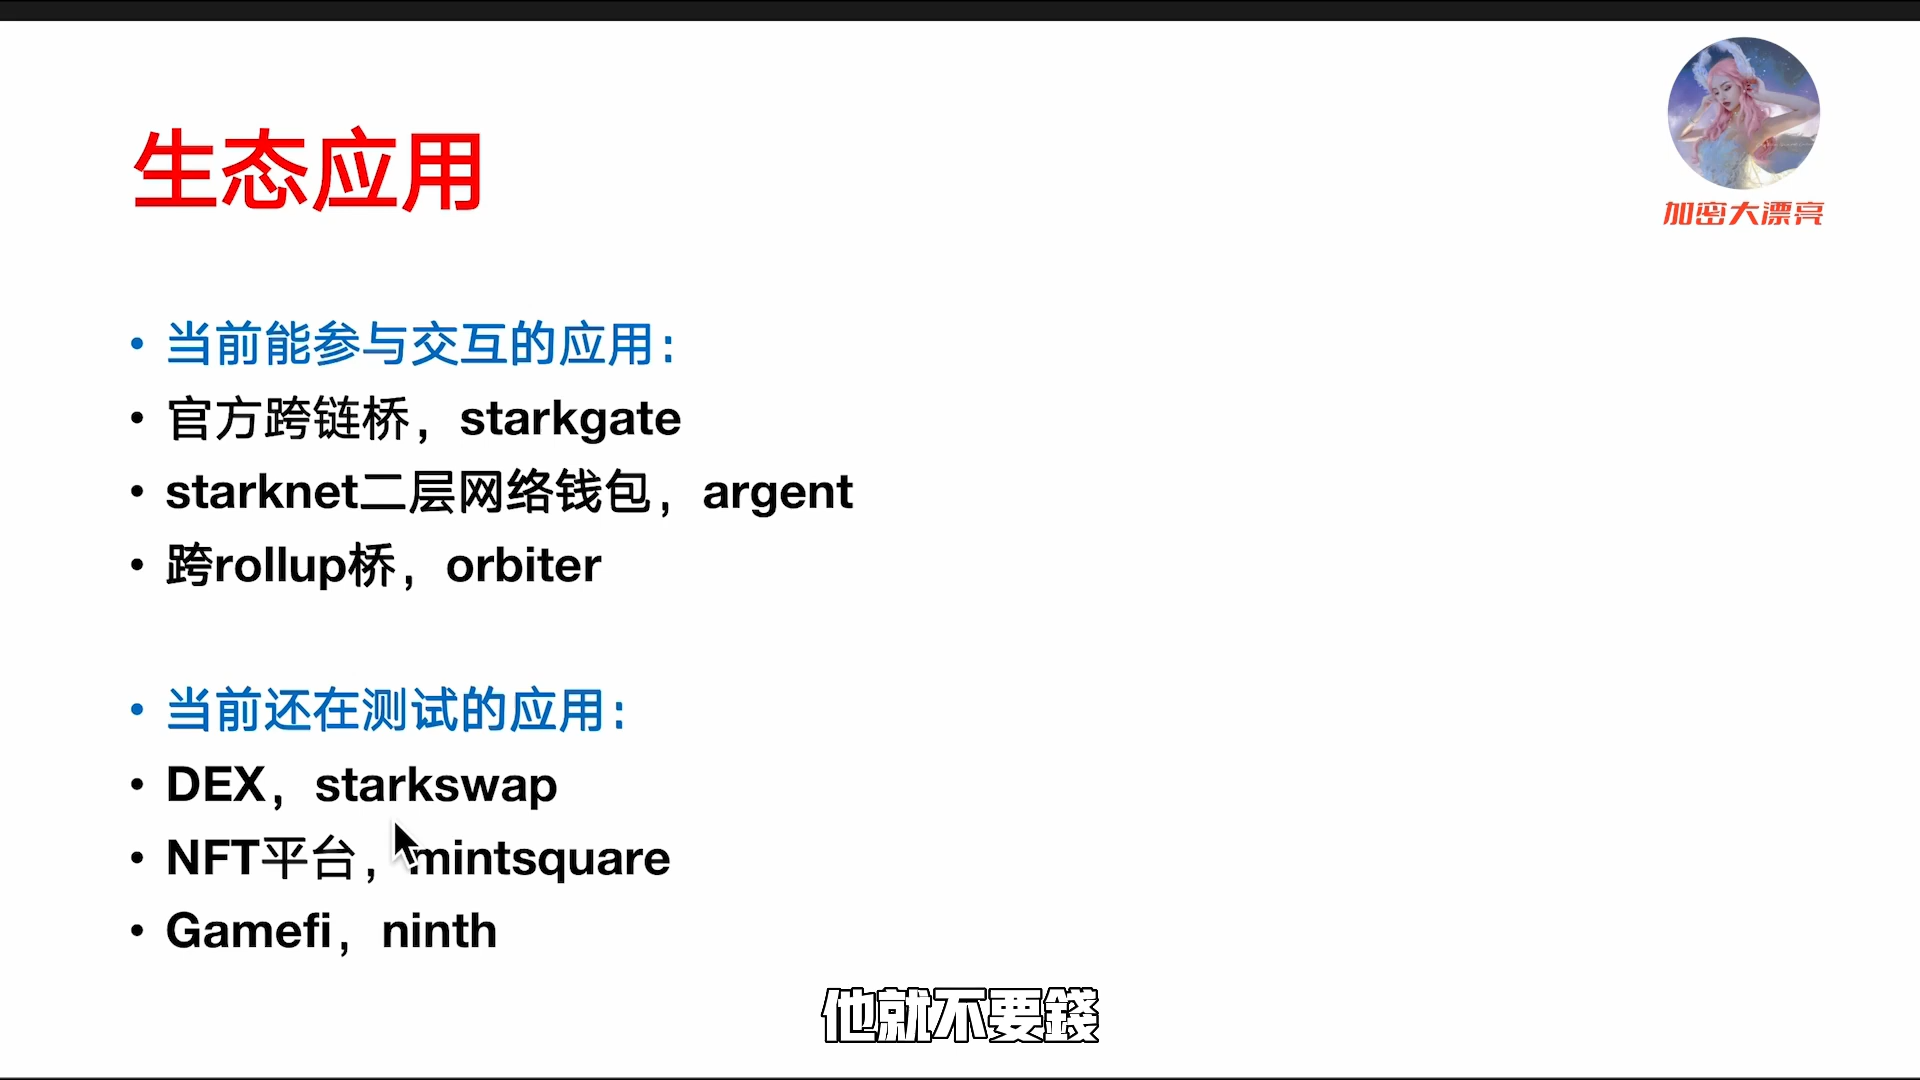 生态应用
加密大漂亮
• 当前能参与交互的应用：
• 官方跨链桥，starkgate
• starknet二层网络钱包，argent
• 跨rollup桥，orbiter
• 当前还在测试的应用：
• DEX，starkswap
• NFT平台，mintsquare
• Gamefi，ninth
他就不要錢